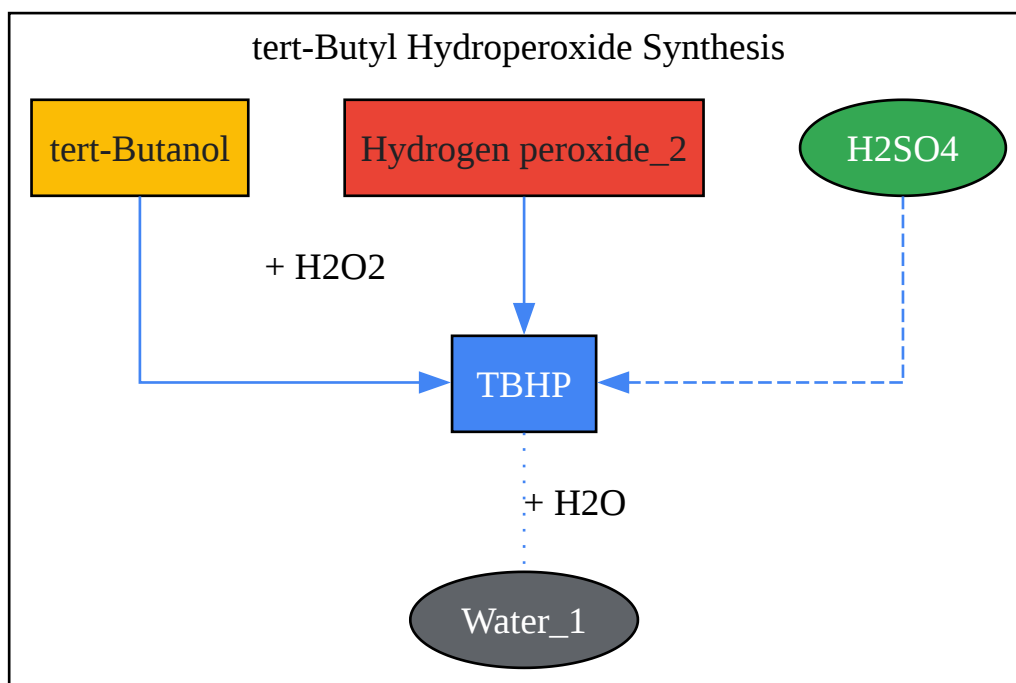 tert-Butyl Hydroperoxide Synthesis
tert-Butanol
Hydrogen peroxide_2
H2SO4
+ H2O2
TBHP
+ H2O
Water_1